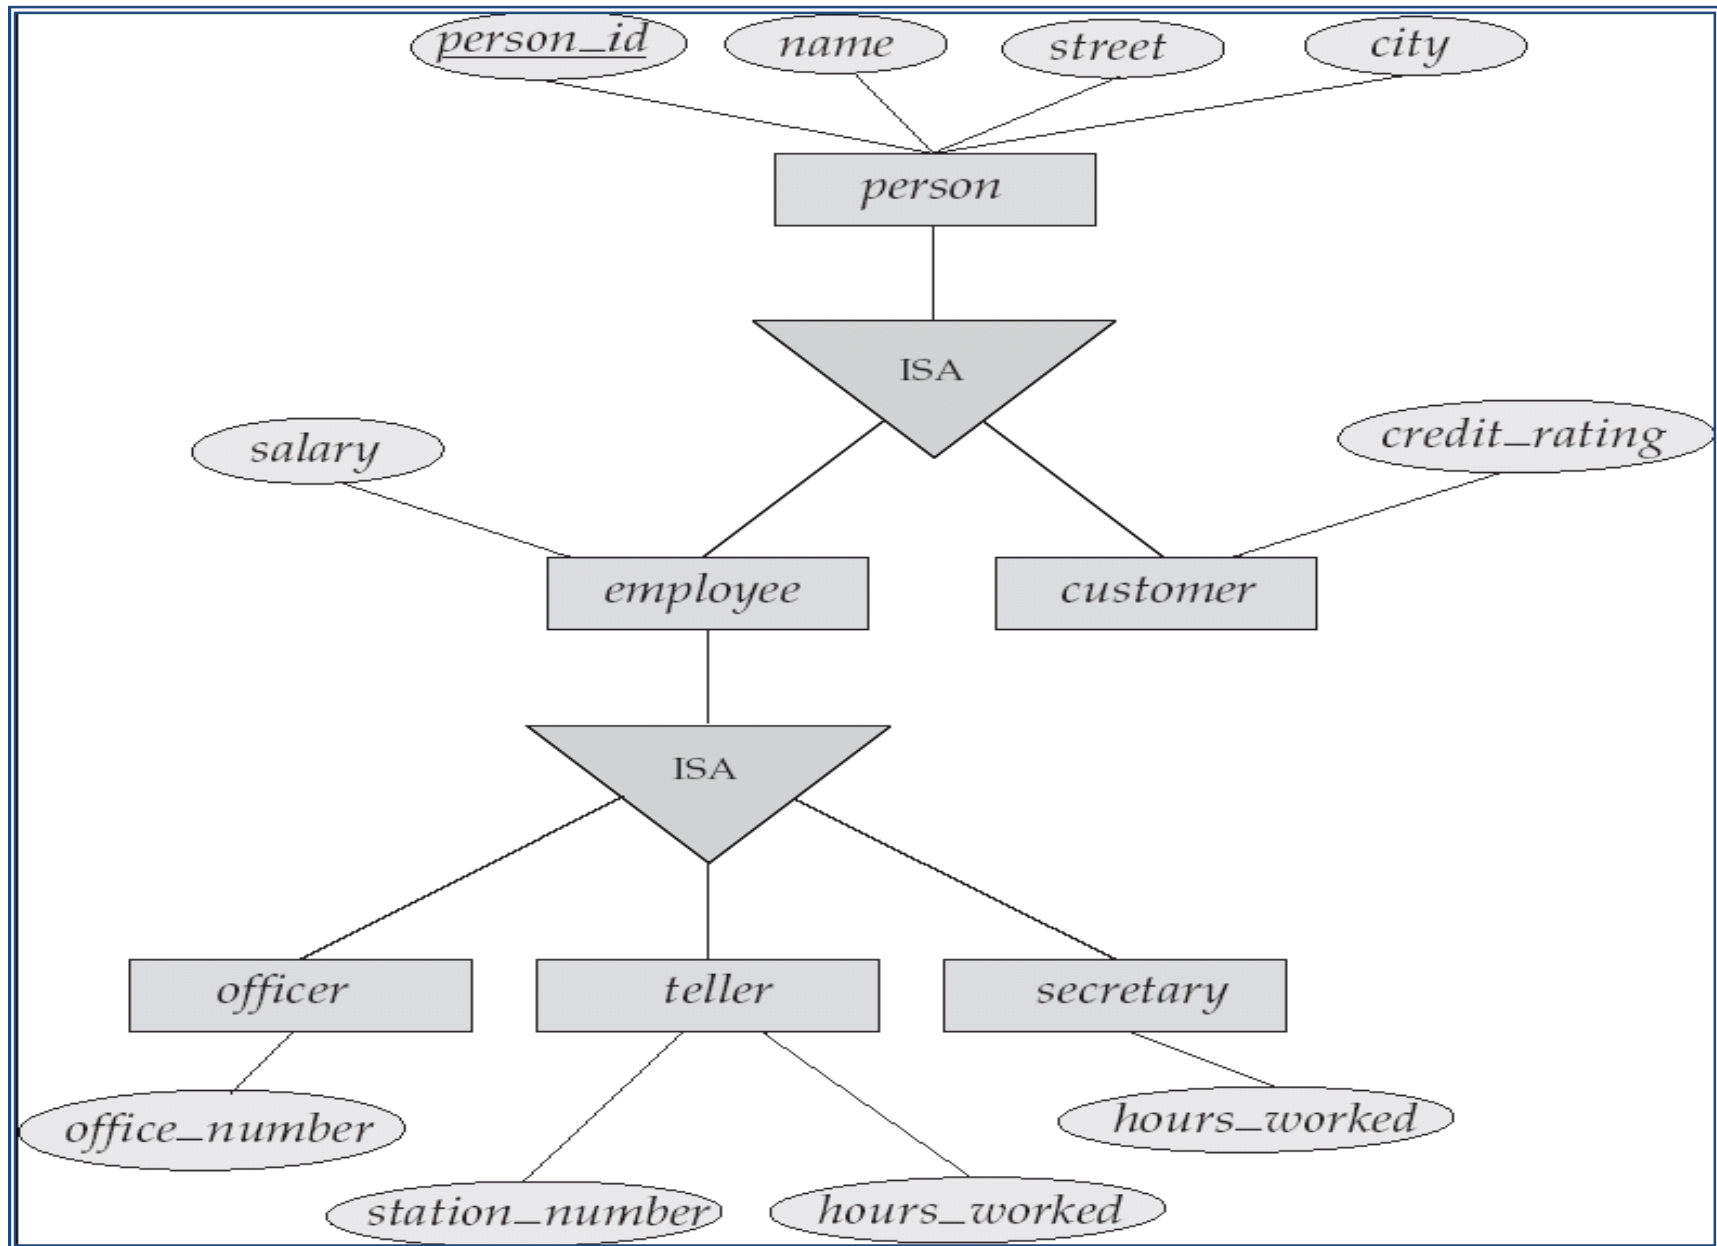 person_id
name
street
city
person
ISA
salary
credit_rating
employee
customer
ISA
officer
teller
secretary
office_number
hours_worked
station_number
hours_worked